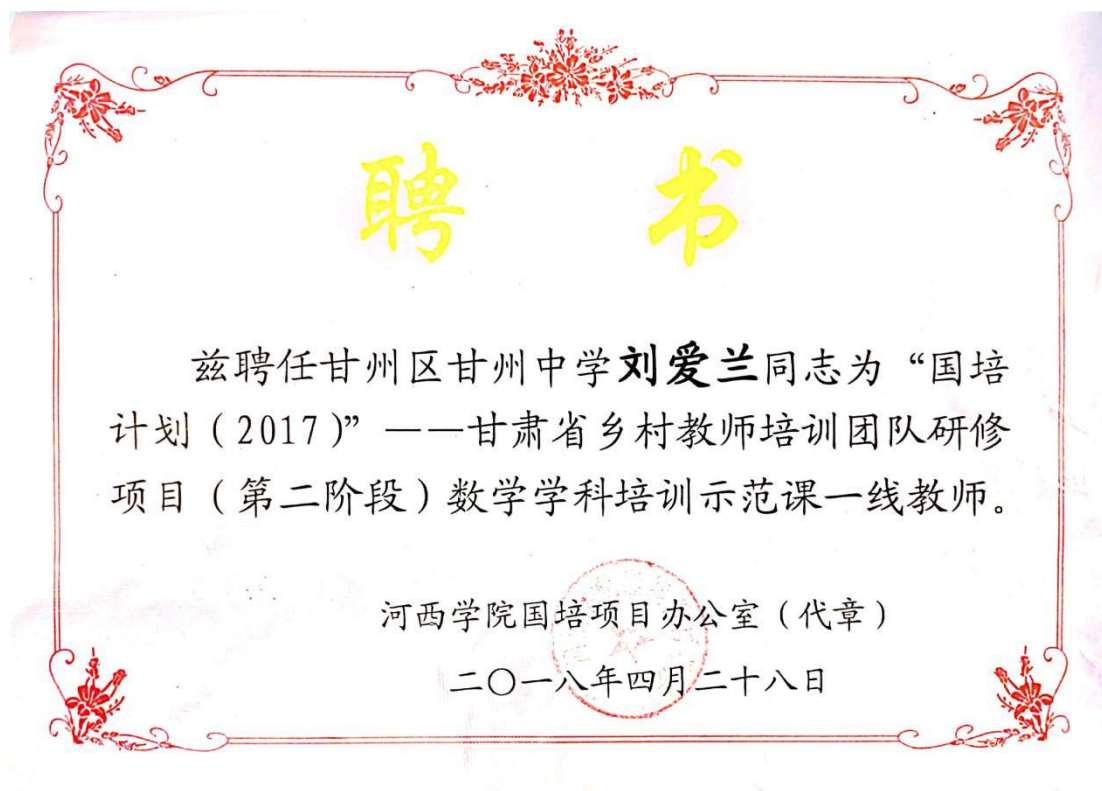 聘 书
兹聘任甘州区甘州中学刘爱兰同志为“国培
计划（2017）”——甘肃省乡村教师培训团队研修
项目（第二阶段）数学学科培训示范课一线教师。
河西学院国培项目办公室（代章）
二〇一八年四月二十八日